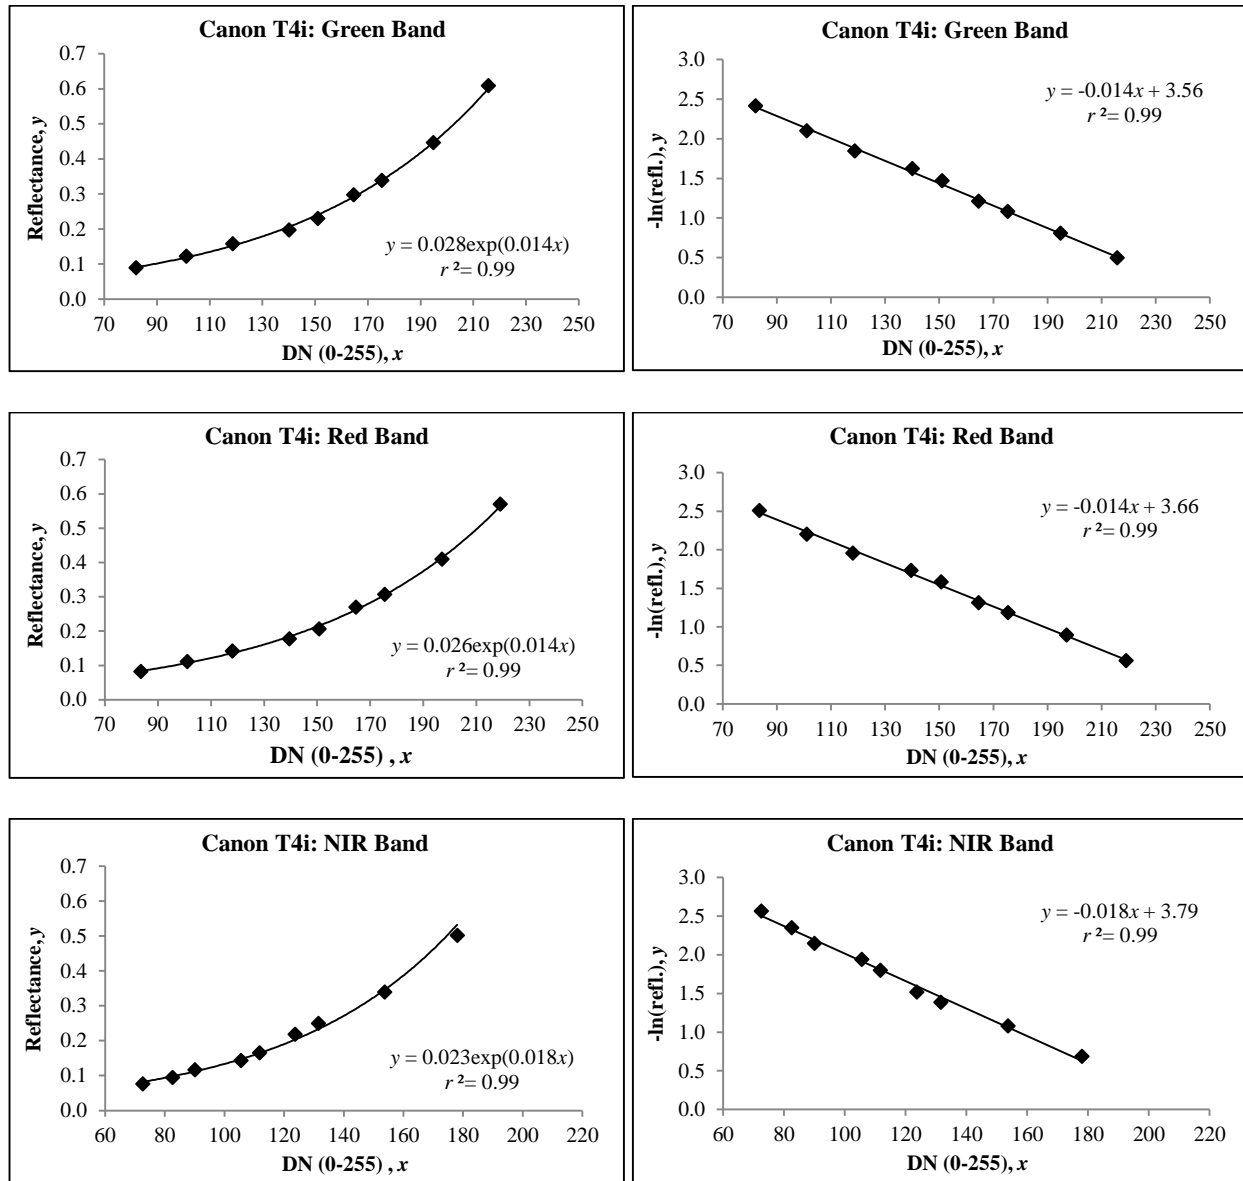 Canon T4i: Green Band
0.7
0.6
0.5
0.4
0.3
0.2
0.1
0.0
Reflectance, y
y = 0.028exp(0.014x)
r ²= 0.99
70 90 110 130 150 170 190 210 230 250
DN (0-255), x
Canon T4i: Green Band
3.0
2.5
2.0
1.5
1.0
0.5
0.0
-ln(refl.), y
y = -0.014x + 3.56
r ²= 0.99
70 90 110 130 150 170 190 210 230 250
DN (0-255), x
Canon T4i: Red Band
0.7
0.6
0.5
0.4
0.3
0.2
0.1
0.0
Reflectance, y
y = 0.026exp(0.014x)
r ²= 0.99
70 90 110 130 150 170 190 210 230 250
DN (0-255) , x
Canon T4i: Red Band
3.0
2.5
2.0
1.5
1.0
0.5
0.0
-ln(refl.), y
y = -0.014x + 3.66
r ²= 0.99
70 90 110 130 150 170 190 210 230 250
DN (0-255), x
Canon T4i: NIR Band
0.7
0.6
0.5
0.4
0.3
0.2
0.1
0.0
Reflectance, y
y = 0.023exp(0.018x)
r ²= 0.99
60 80 100 120 140 160 180 200 220
DN (0-255) , x
Canon T4i: NIR Band
3.0
2.5
2.0
1.5
1.0
0.5
0.0
-ln(refl.), y
y = -0.018x + 3.79
r ²= 0.99
60 80 100 120 140 160 180 200 220
DN (0-255), x